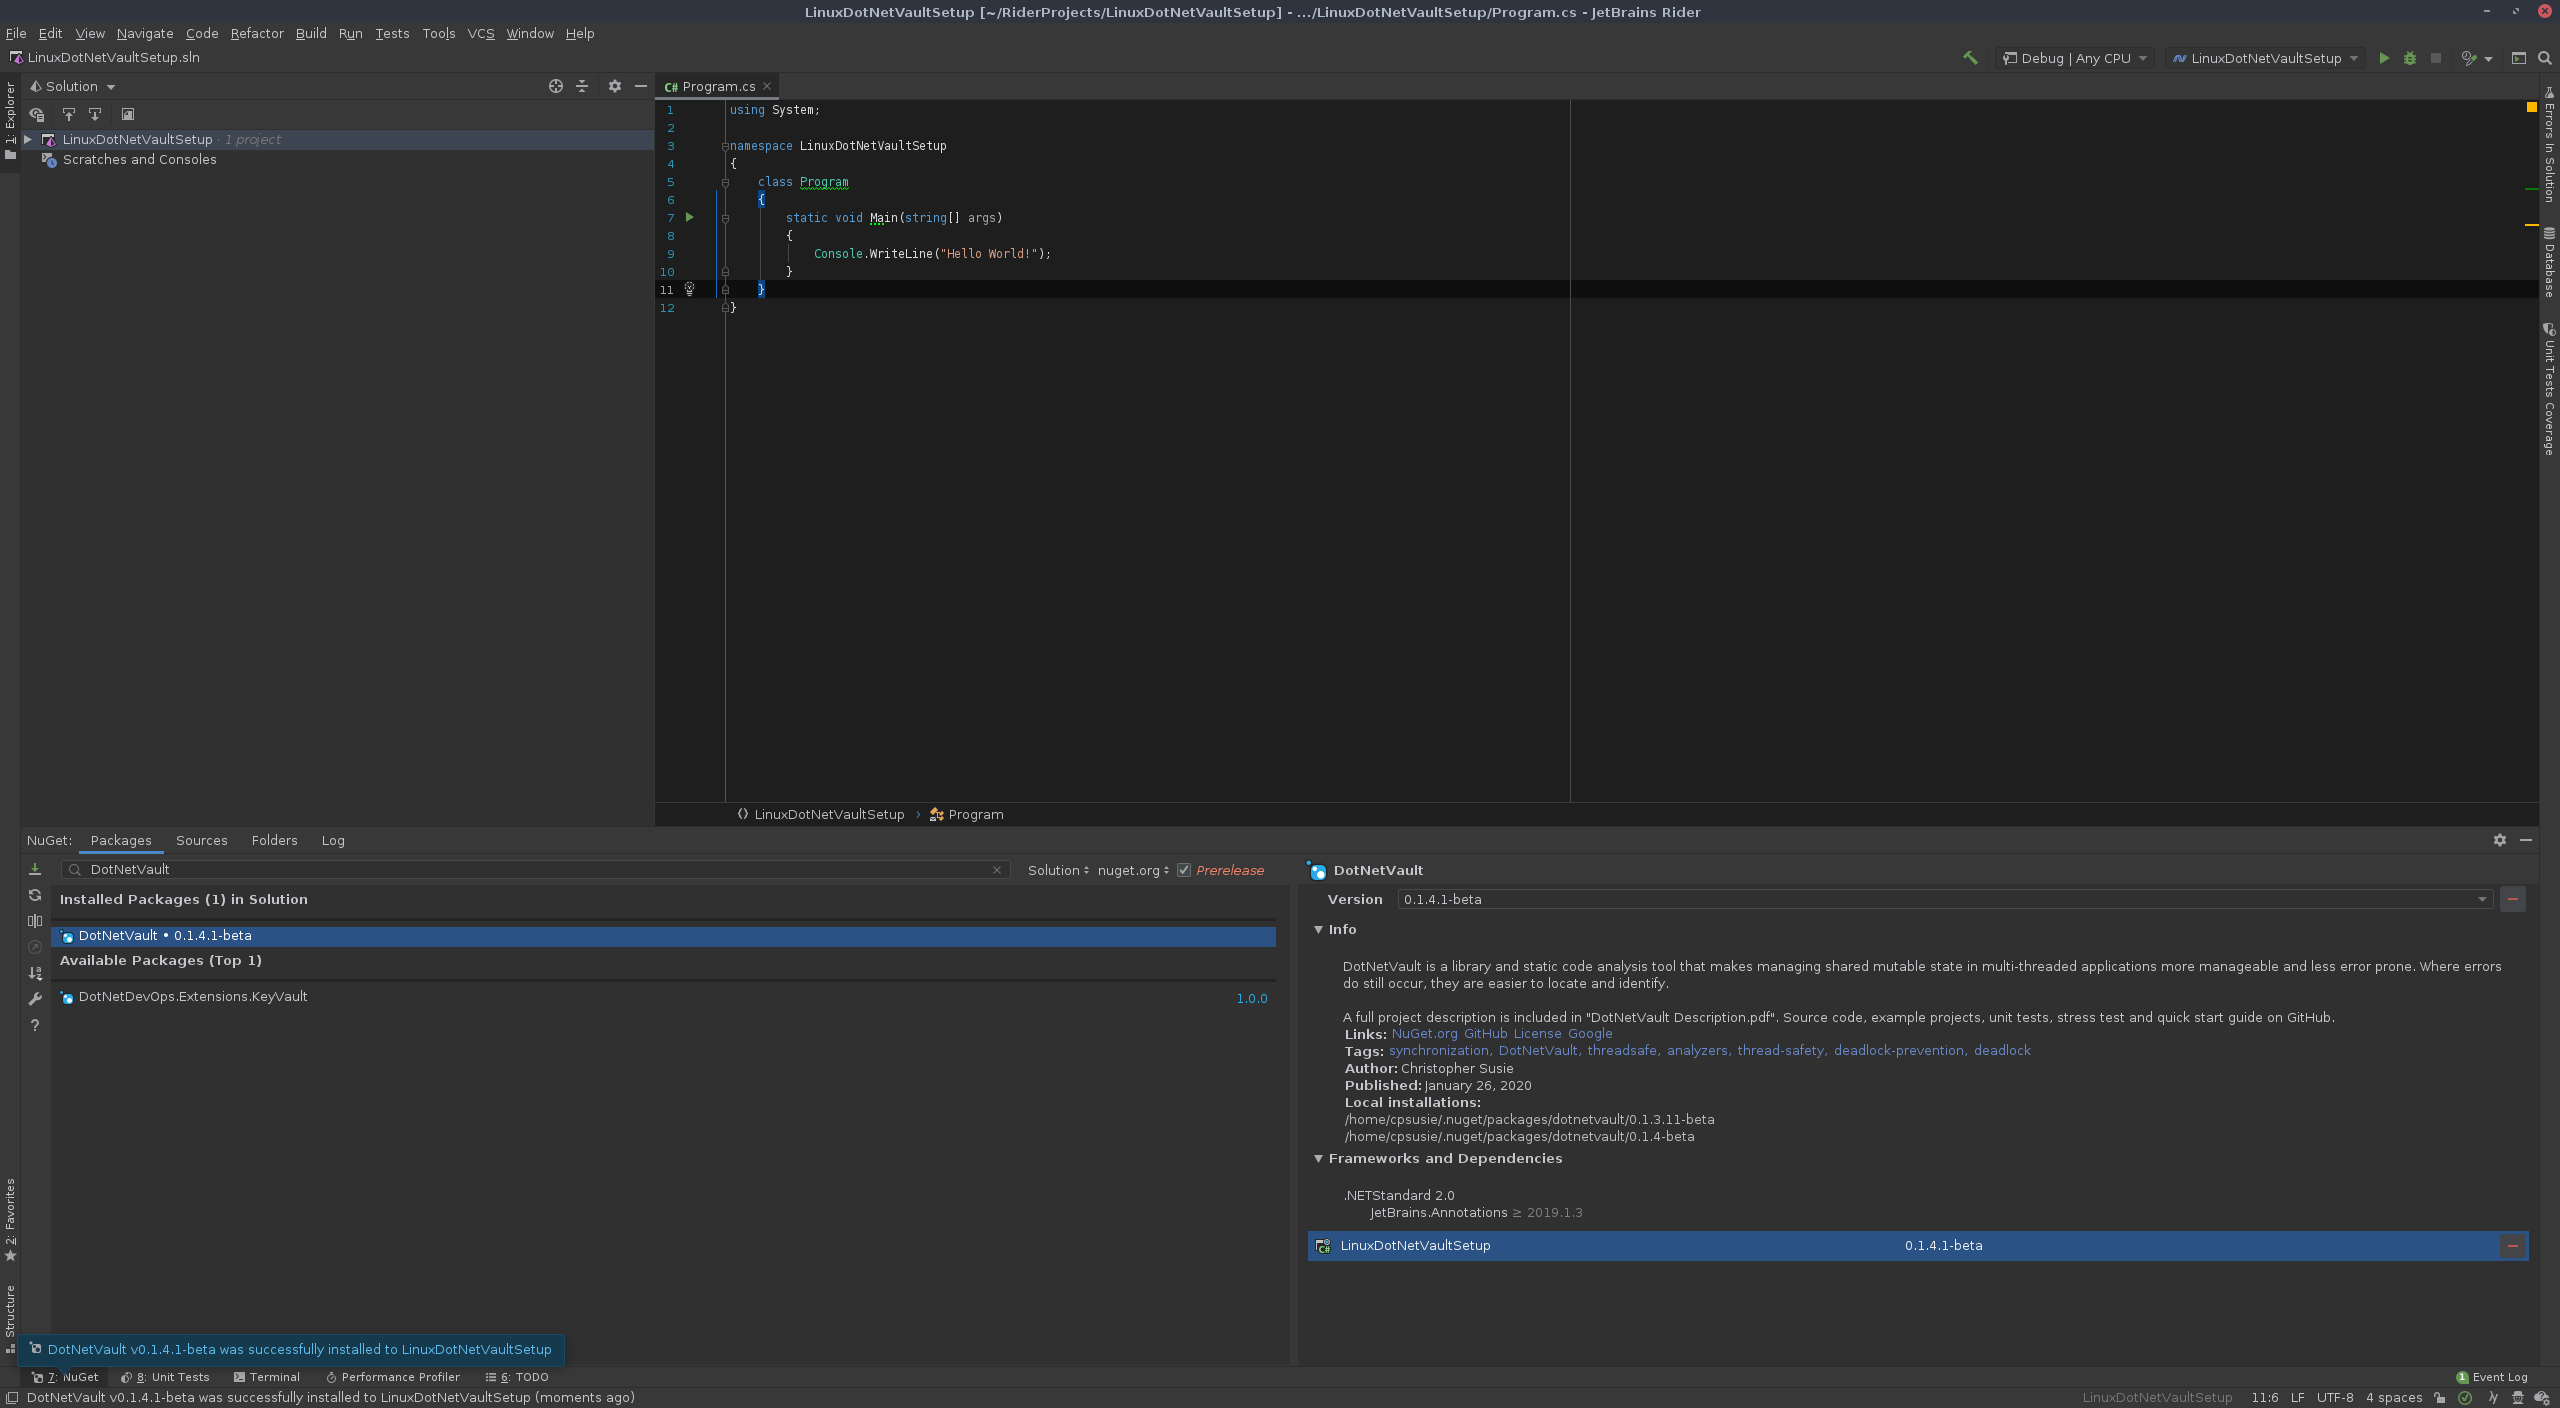 LinuxDotNetVaultSetup [~/RiderProjects/LinuxDotNetVaultSetup] - .../LinuxDotNetVaultSetup/Program.cs - JetBrains Rider
File Edit View Navigate Code Refactor Build Run Tests Tools VCS Window Help
LinuxDotNetVaultSetup.sln
Debug | Any CPU
LinuxDotNetVaultSetup
1: Explorer
Solution
LinuxDotNetVaultSetup · 1 project
Scratches and Consoles
C# Program.cs
1 using System;
2
3 namespace LinuxDotNetVaultSetup
4 {
5 class Program
6 {
7 static void Main(string[] args)
8 {
9 Console.WriteLine("Hello World!");
10 }
11 }
12 }
Errors In Solution
Database
Unit Tests Coverage
LinuxDotNetVaultSetup › Program
NuGet: Packages Sources Folders Log
DotNetVault
Solution nuget.org Prerelease
Installed Packages (1) in Solution
DotNetVault • 0.1.4.1-beta
Available Packages (Top 1)
DotNetDevOps.Extensions.KeyVault 1.0.0
DotNetVault
Version 0.1.4.1-beta
Info
DotNetVault is a library and static code analysis tool that makes managing shared mutable state in multi-threaded applications more manageable and less error prone. Where errors
do still occur, they are easier to locate and identify.
A full project description is included in "DotNetVault Description.pdf". Source code, example projects, unit tests, stress test and quick start guide on GitHub.
Links: NuGet.org GitHub License Google
Tags: synchronization, DotNetVault, threadsafe, analyzers, thread-safety, deadlock-prevention, deadlock
Author: Christopher Susie
Published: January 26, 2020
Local installations:
/home/cpsusie/.nuget/packages/dotnetvault/0.1.3.11-beta
/home/cpsusie/.nuget/packages/dotnetvault/0.1.4-beta
Frameworks and Dependencies
.NETStandard 2.0
JetBrains.Annotations ≥ 2019.1.3
LinuxDotNetVaultSetup 0.1.4.1-beta
2: Favorites
Structure
DotNetVault v0.1.4.1-beta was successfully installed to LinuxDotNetVaultSetup
7: NuGet 8: Unit Tests Terminal Performance Profiler 6: TODO
1 Event Log
DotNetVault v0.1.4.1-beta was successfully installed to LinuxDotNetVaultSetup (moments ago)
LinuxDotNetVaultSetup 11:6 LF UTF-8 4 spaces